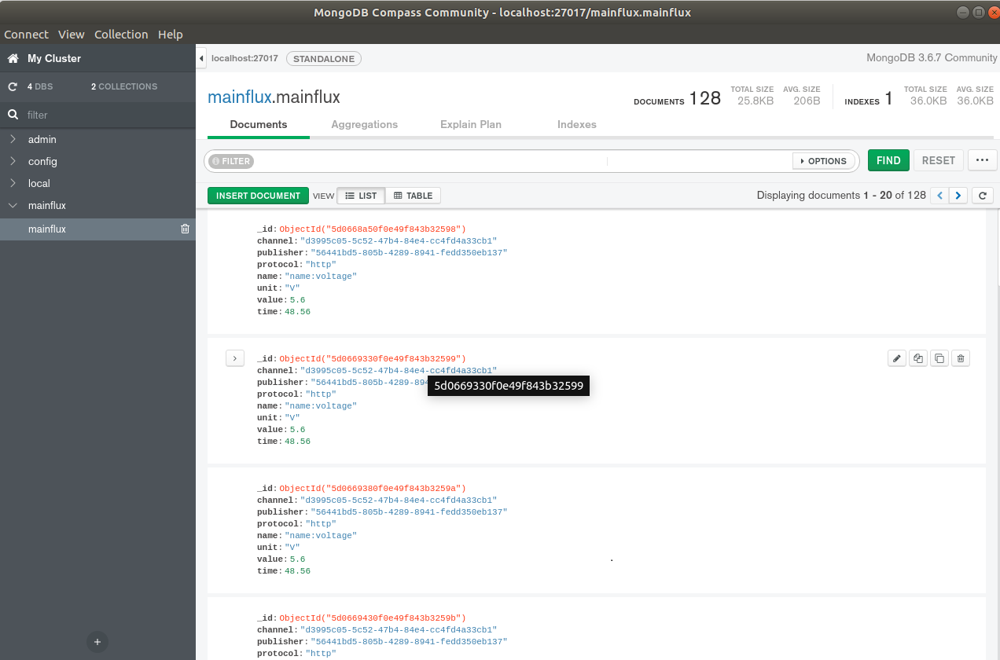 MongoDB Compass Community - localhost:27017/mainflux.mainflux
Connect View Collection Help
My Cluster
localhost:27017 STANDALONE MongoDB 3.6.7 Community
4 DBS 2 COLLECTIONS
filter
admin
config
local
mainflux
mainflux
mainflux.mainflux
DOCUMENTS 128 TOTAL SIZE 25.8KB AVG. SIZE 206B INDEXES 1 TOTAL SIZE 36.0KB AVG. SIZE 36.0KB
Documents Aggregations Explain Plan Indexes
FILTER OPTIONS FIND RESET ...
INSERT DOCUMENT VIEW LIST TABLE Displaying documents 1 - 20 of 128
_id: ObjectId("5d0668a50f0e49f843b32598")
channel: "d3995c05-5c52-47b4-84e4-cc4fd4a33cb1"
publisher: "56441bd5-805b-4289-8941-fedd350eb137"
protocol: "http"
name: "name:voltage"
unit: "V"
value: 5.6
time: 48.56
_id: ObjectId("5d0669330f0e49f843b32599")
channel: "d3995c05-5c52-47b4-84e4-cc4fd4a33cb1"
publisher: "56441bd5-805b-4289-894
5d0669330f0e49f843b32599
protocol: "http"
name: "name:voltage"
unit: "V"
value: 5.6
time: 48.56
_id: ObjectId("5d0669380f0e49f843b3259a")
channel: "d3995c05-5c52-47b4-84e4-cc4fd4a33cb1"
publisher: "56441bd5-805b-4289-8941-fedd350eb137"
protocol: "http"
name: "name:voltage"
unit: "V"
value: 5.6
time: 48.56
_id: ObjectId("5d0669430f0e49f843b3259b")
channel: "d3995c05-5c52-47b4-84e4-cc4fd4a33cb1"
publisher: "56441bd5-805b-4289-8941-fedd350eb137"
protocol: "http"